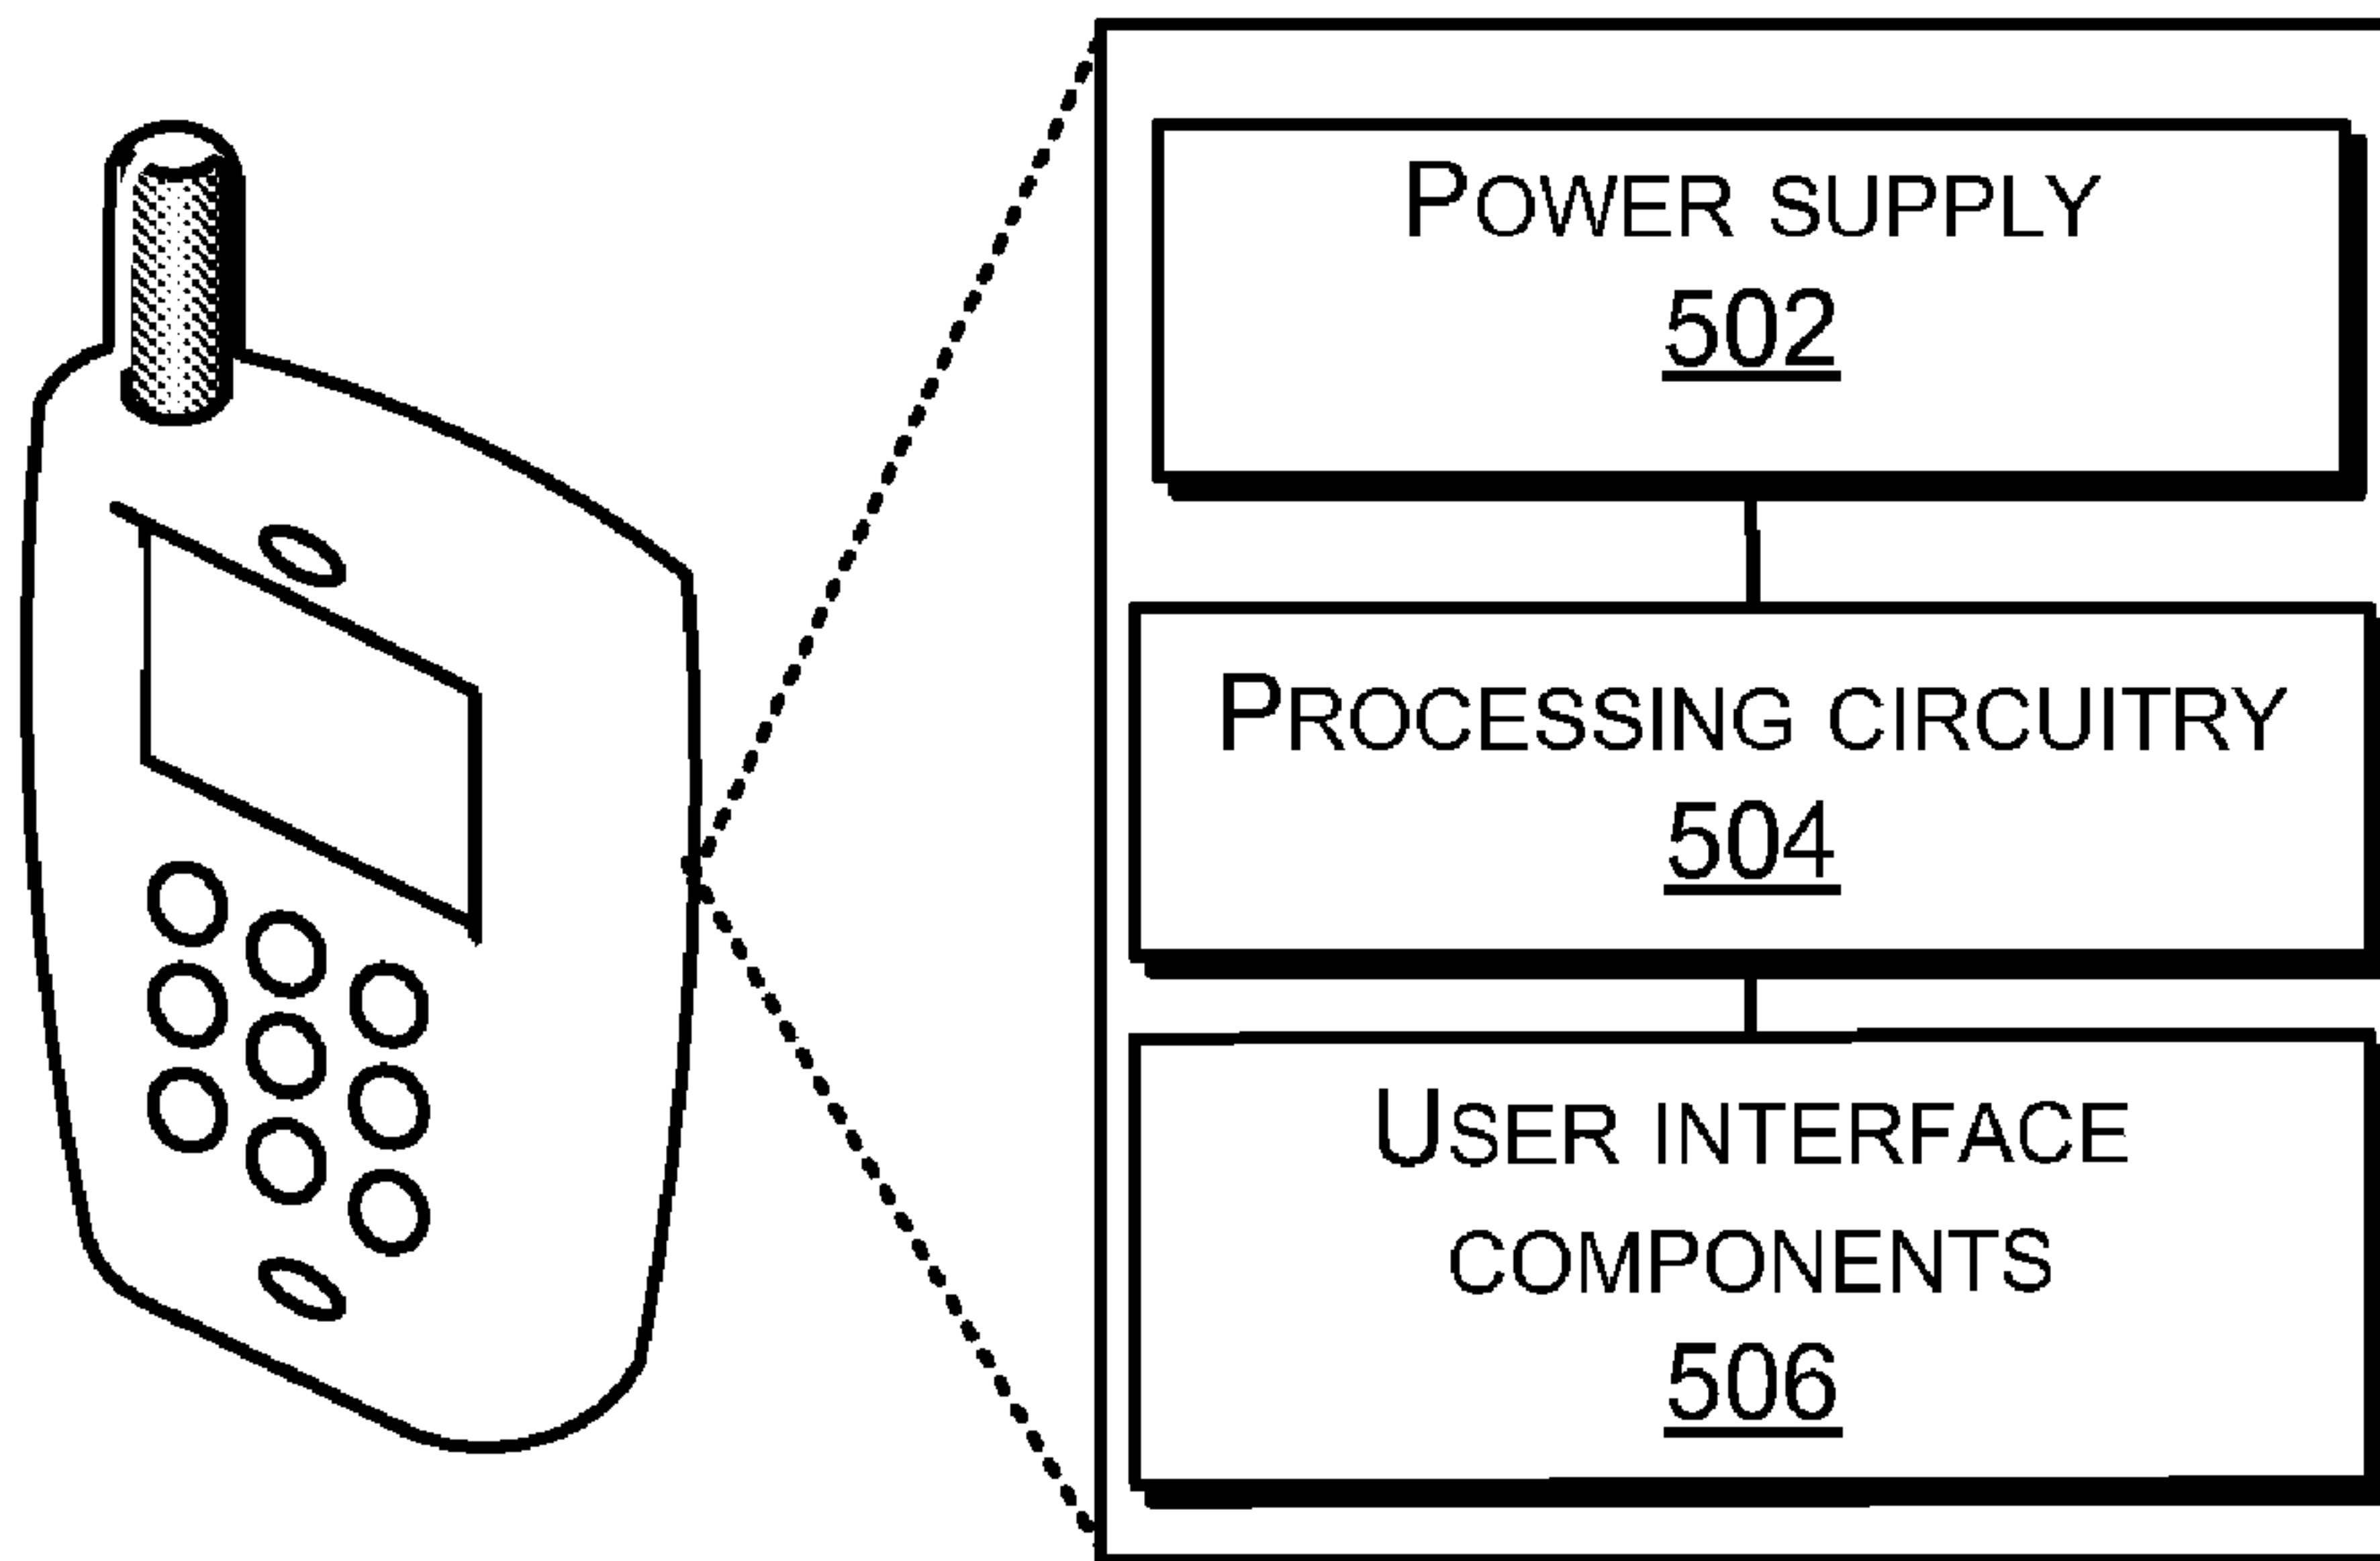 POWER SUPPLY
502
PROCESSING CIRCUITRY
504
USER INTERFACE
COMPONENTS
506